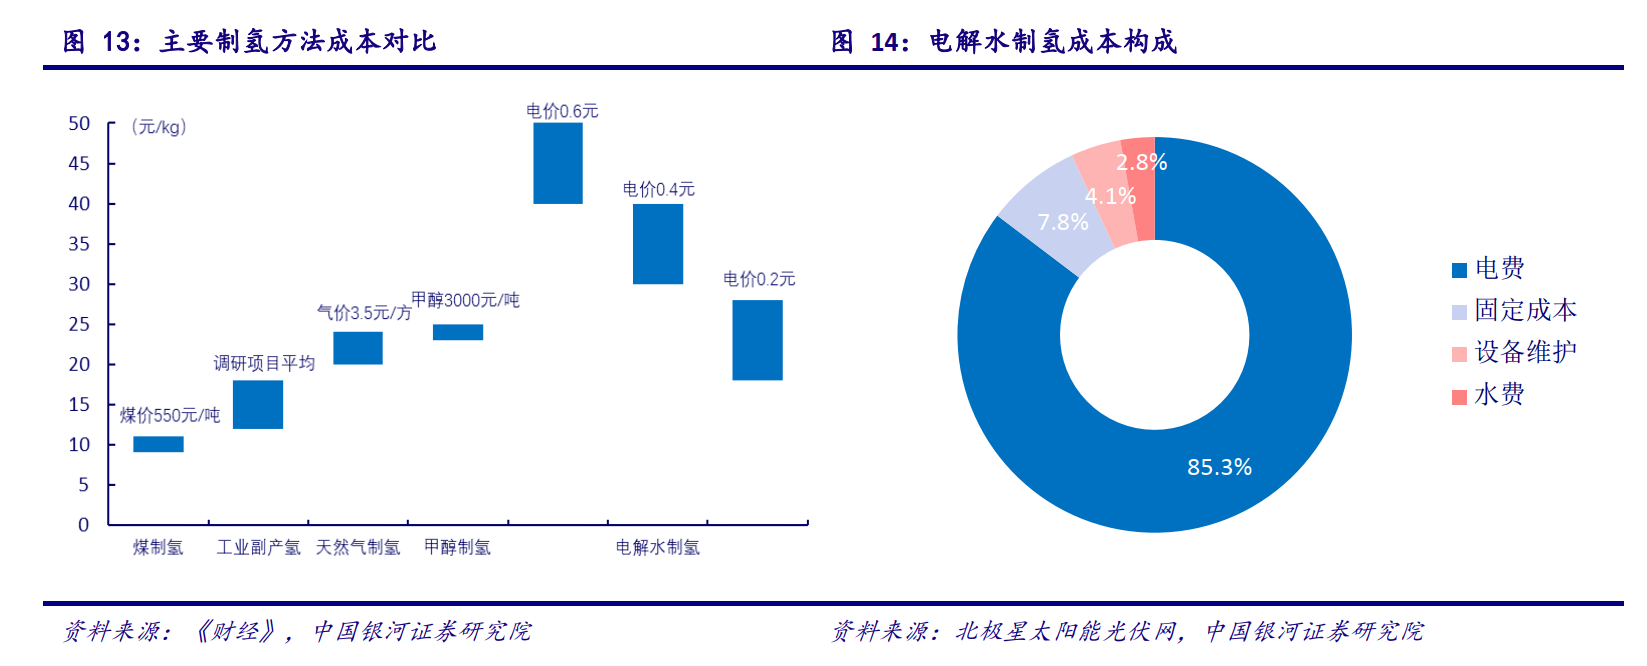 图 13：主要制氢方法成本对比
（元/kg）
50
45
40
35
30
25
20
15
10
5
0
煤价550元/吨
调研项目平均
气价3.5元/方
甲醇3000元/吨
电价0.6元
电价0.4元
电价0.2元
煤制氢
工业副产氢
天然气制氢
甲醇制氢
电解水制氢
资料来源：《财经》，中国银河证券研究院
图 14：电解水制氢成本构成
2.8%
4.1%
7.8%
85.3%
电费
固定成本
设备维护
水费
资料来源：北极星太阳能光伏网，中国银河证券研究院